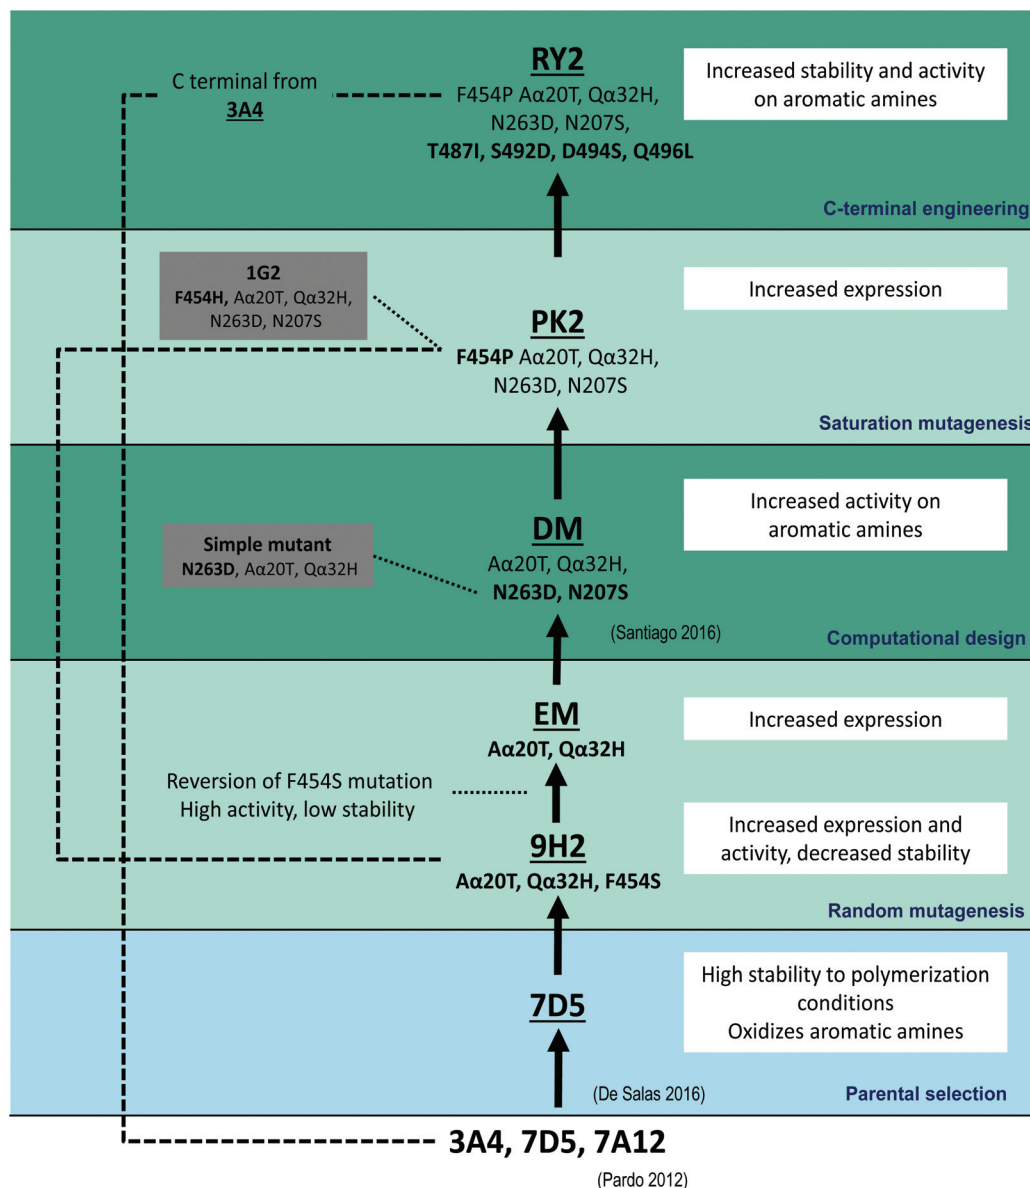 RY2
F454P Aα20T, Qα32H,
N263D, N207S,
T487I, S492D, D494S, Q496L
C terminal from
3A4
Increased stability and activity
on aromatic amines
C-terminal engineering
1G2
F454H, Aα20T, Qα32H,
N263D, N207S
PK2
F454P Aα20T, Qα32H,
N263D, N207S
Increased expression
Saturation mutagenesis
Simple mutant
N263D, Aα20T, Qα32H
DM
Aα20T, Qα32H,
N263D, N207S
(Santiago 2016)
Increased activity on
aromatic amines
Computational design
EM
Aα20T, Qα32H
Increased expression
Reversion of F454S mutation
High activity, low stability
9H2
Aα20T, Qα32H, F454S
Increased expression and
activity, decreased stability
Random mutagenesis
7D5
High stability to polymerization
conditions
Oxidizes aromatic amines
(De Salas 2016)
Parental selection
3A4, 7D5, 7A12
(Pardo 2012)